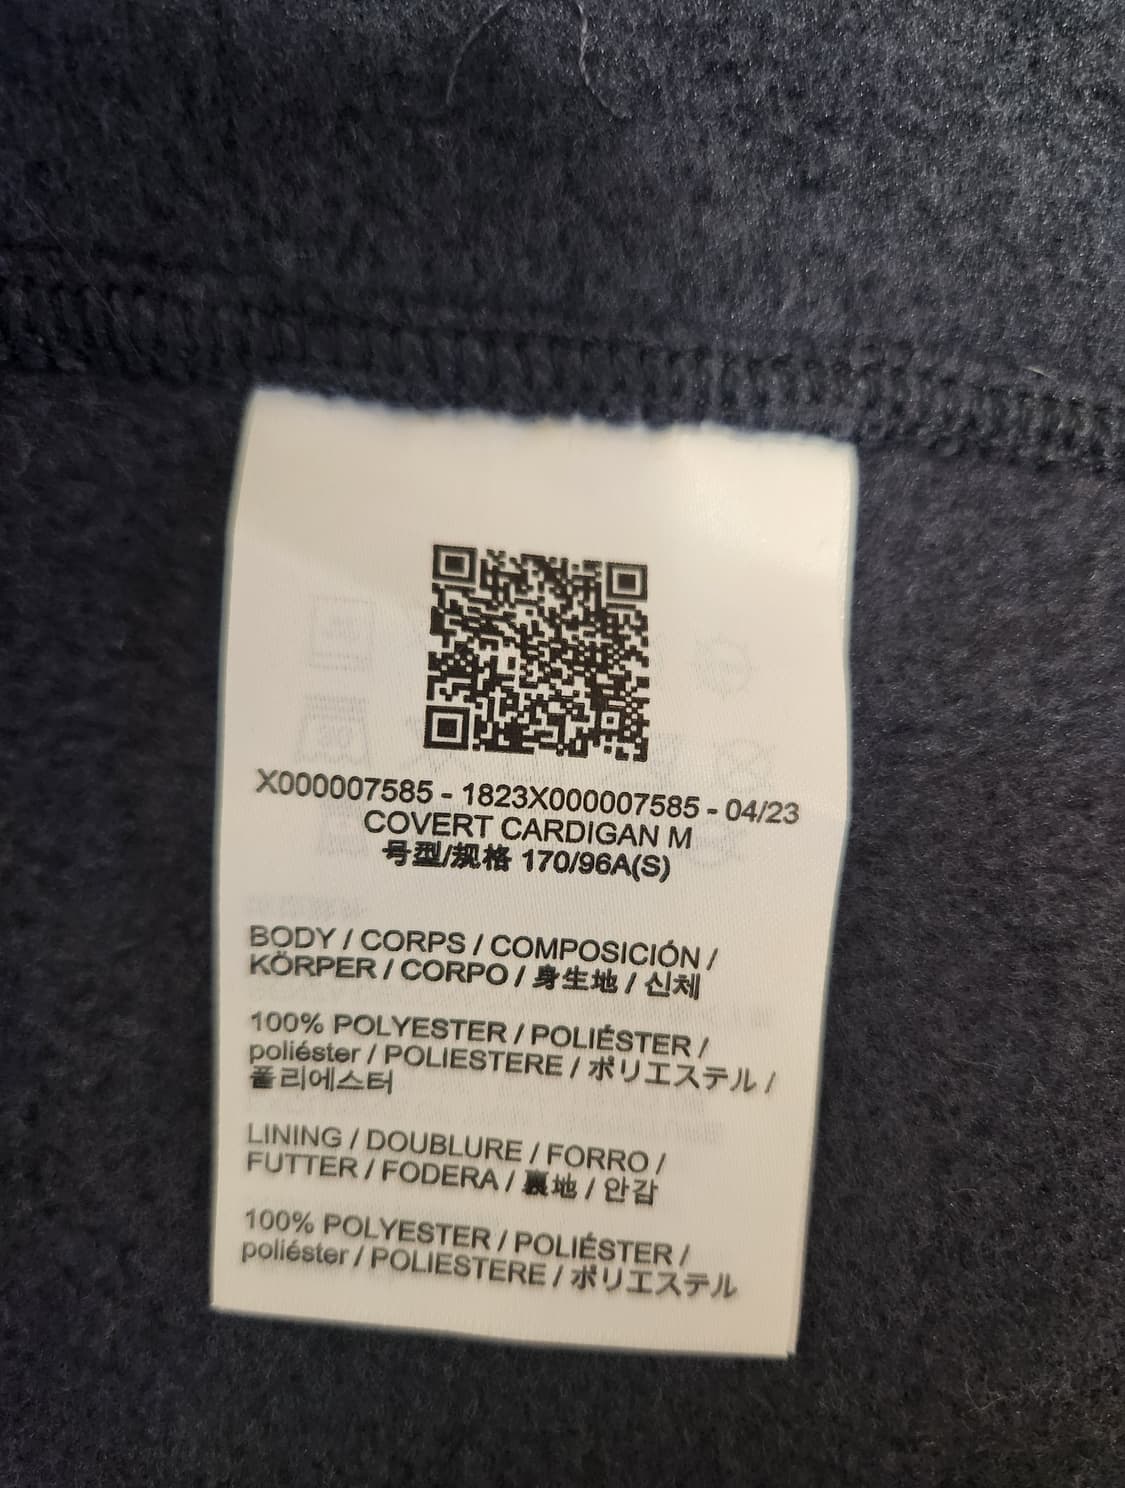 X000007585 - 1823X000007585 - 04/23
COVERT CARDIGAN M
号型/规格 170/96A(S)
BODY / CORPS / COMPOSICIÓN /
KÖRPER / CORPO / 身生地 / 신체
100% POLYESTER / POLIÉSTER /
poliéster / POLIESTERE / ポリエステル /
폴리에스터
LINING / DOUBLURE / FORRO /
FUTTER / FODERA / 裏地 / 안감
100% POLYESTER / POLIÉSTER /
poliéster / POLIESTERE / ポリエステル